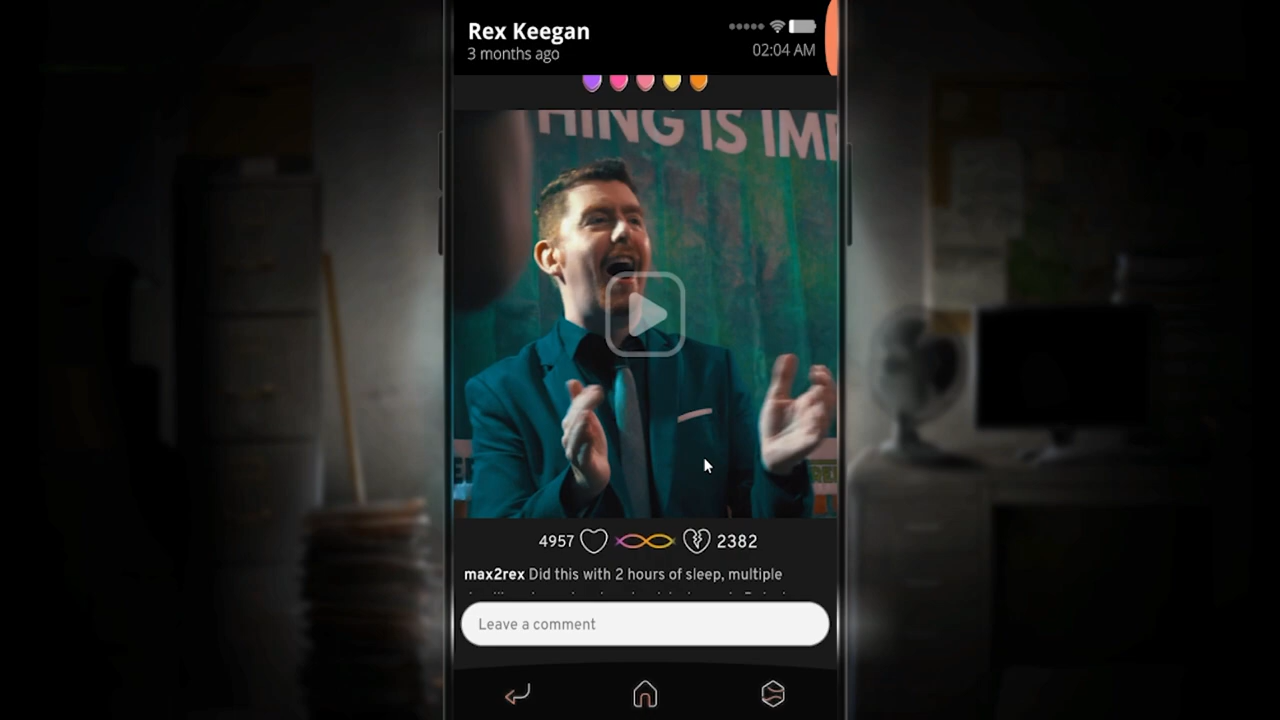 Rex Keegan
3 months ago
02:04 AM
HING IS IM
4957
2382
max2rex Did this with 2 hours of sleep, multiple
Leave a comment